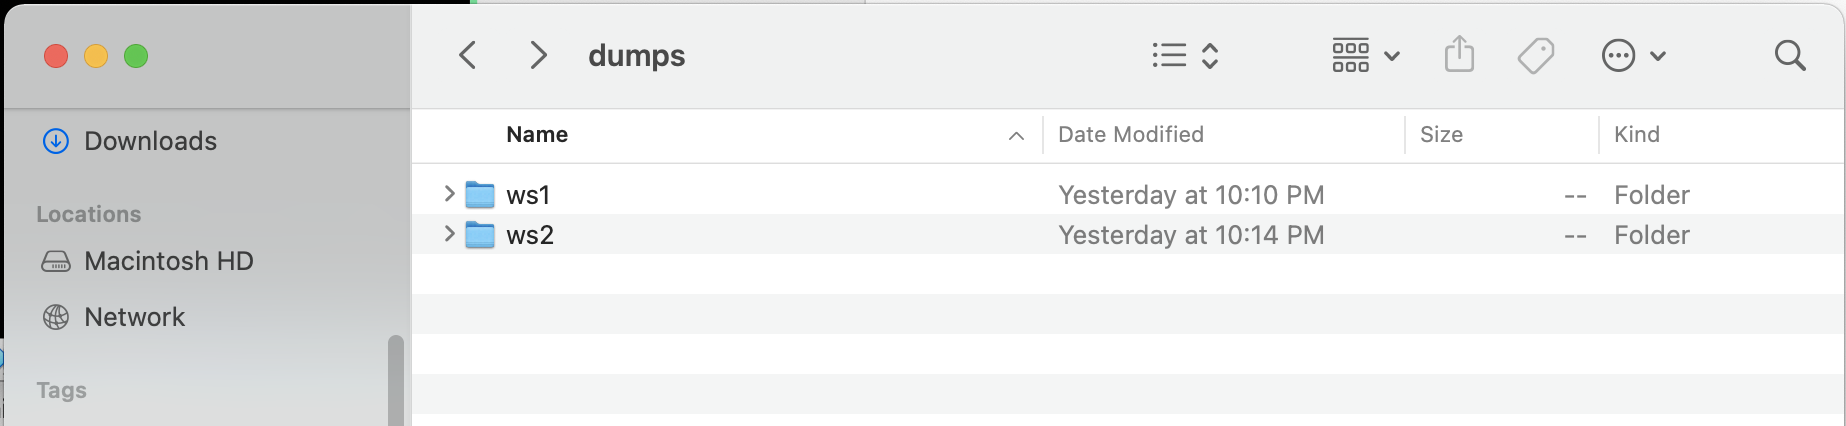 dumps
Downloads
Locations
Macintosh HD
Network
Tags
Name Date Modified Size Kind
ws1 Yesterday at 10:10 PM -- Folder
ws2 Yesterday at 10:14 PM -- Folder